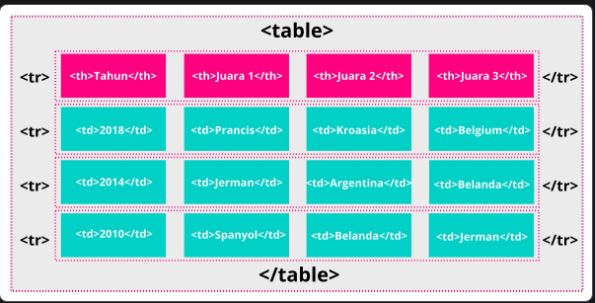 <table>
<tr> <th>Tahun</th> <th>Juara 1</th> <th>Juara 2</th> <th>Juara 3</th> </tr>
<tr> <td>2018</td> <td>Prancis</td> <td>Kroasia</td> <td>Belgium</td> </tr>
<tr> <td>2014</td> <td>Jerman</td> <td>Argentina</td> <td>Belanda</td> </tr>
<tr> <td>2010</td> <td>Spanyol</td> <td>Belanda</td> <td>Jerman</td> </tr>
</table>